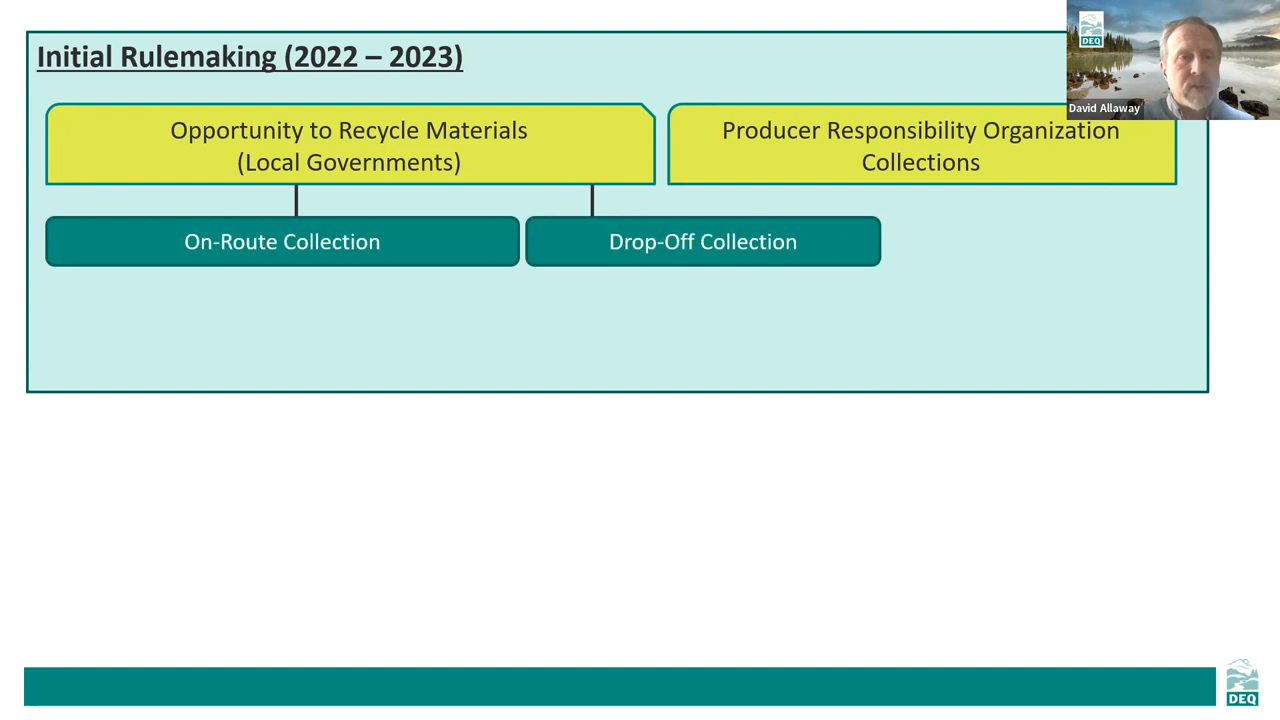 Initial Rulemaking (2022 – 2023)
DEQ
David Allaway
Opportunity to Recycle Materials
(Local Governments)
Producer Responsibility Organization
Collections
On-Route Collection
Drop-Off Collection
DEQ